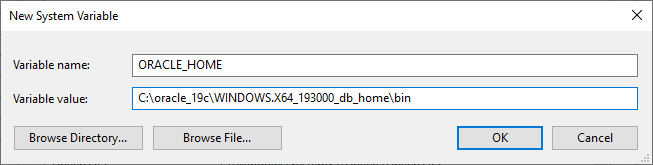 New System Variable
Variable name:
ORACLE_HOME
Variable value:
C:\oracle_19c\WINDOWS.X64_193000_db_home\bin
Browse Directory...
Browse File...
OK
Cancel